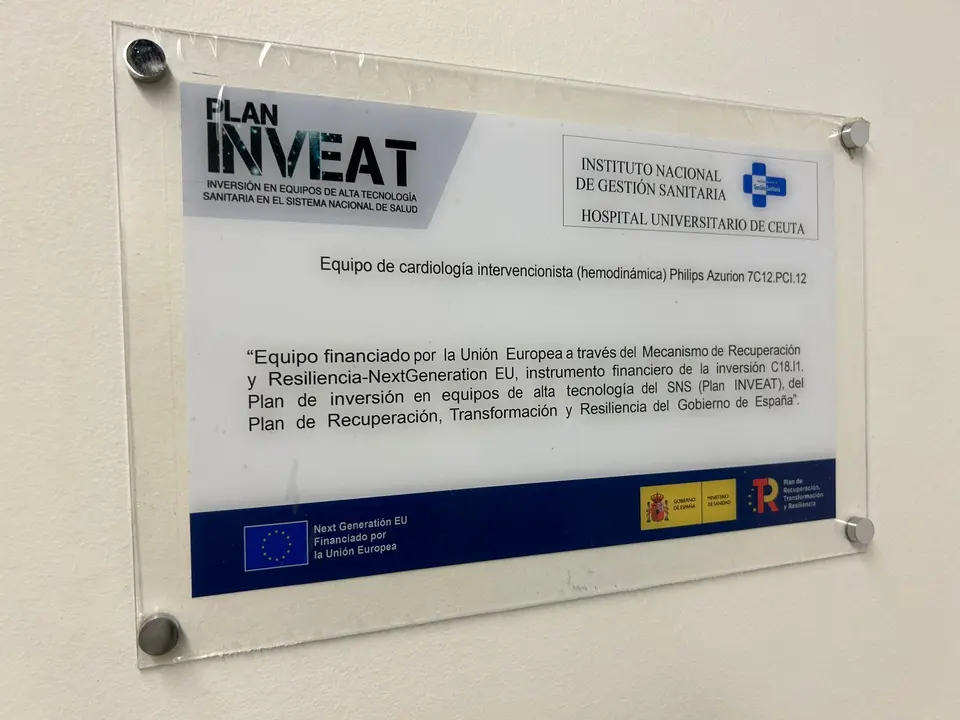 PLAN
INVEAT
INVERSIÓN EN EQUIPOS DE ALTA TECNOLOGÍA
SANITARIA EN EL SISTEMA NACIONAL DE SALUD
INSTITUTO NACIONAL
DE GESTIÓN SANITARIA
HOSPITAL UNIVERSITARIO DE CEUTA
Equipo de cardiología intervencionista (hemodinámica) Philips Azurion 7C12.PCI.12
“Equipo financiado por la Unión Europea a través del Mecanismo de Recuperación
y Resiliencia-NextGeneration EU, instrumento financiero de la inversión C18.I1.
Plan de inversión en equipos de alta tecnología del SNS (Plan INVEAT), del
Plan de Recuperación, Transformación y Resiliencia del Gobierno de España”.
Next Generatión EU
Financiado por
la Unión Europea
GOBIERNO
DE ESPAÑA
MINISTERIO
DE SANIDAD
TR
Plan de
Recuperación,
Transformación
y Resiliencia